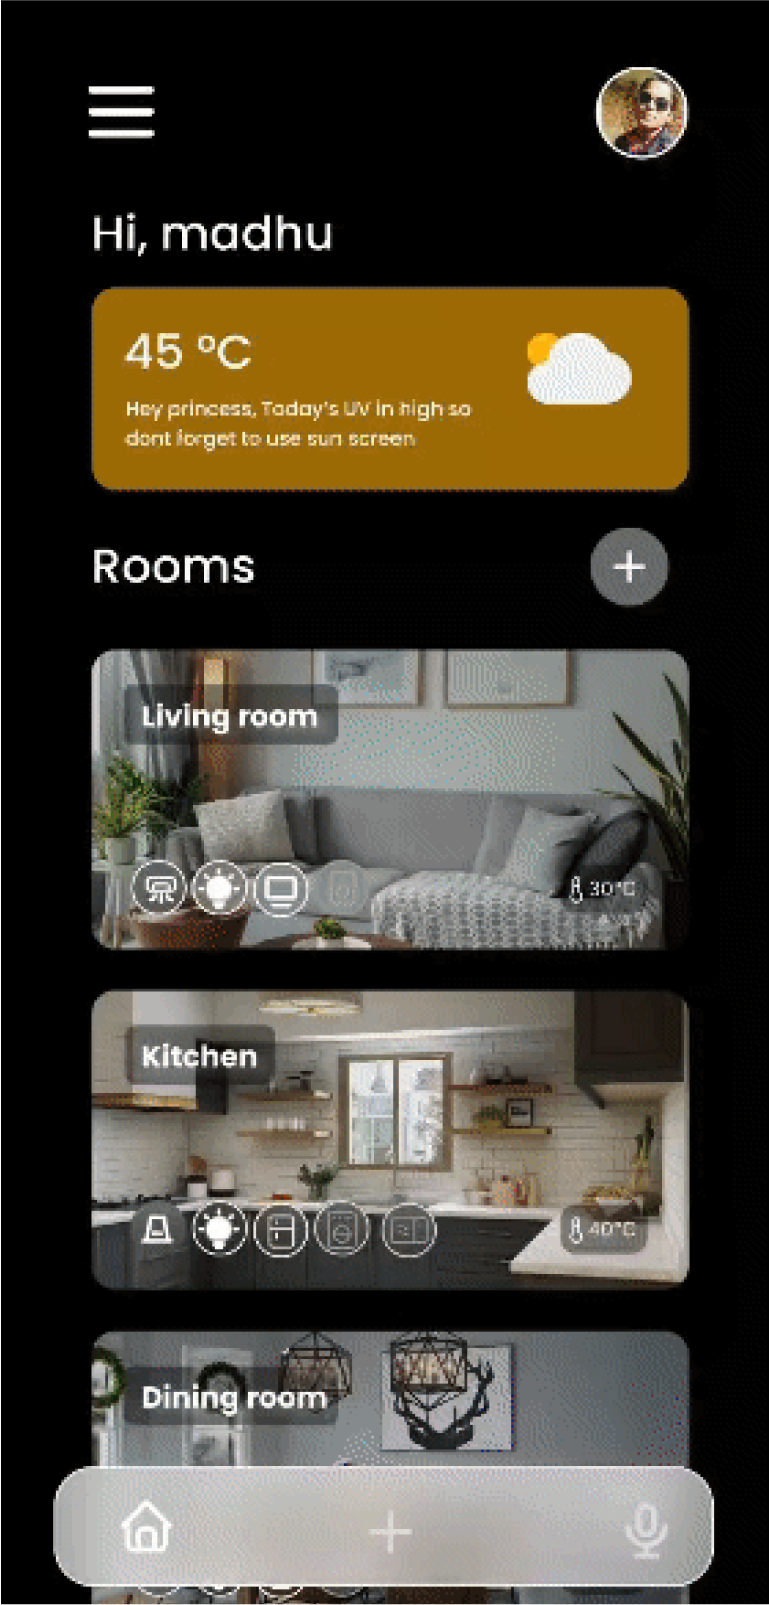 Hi, madhu
45 °C
Hey princess, Today's UV in high so
dont forget to use sun screen
Rooms
Living room
30°C
Kitchen
40°C
Dining room